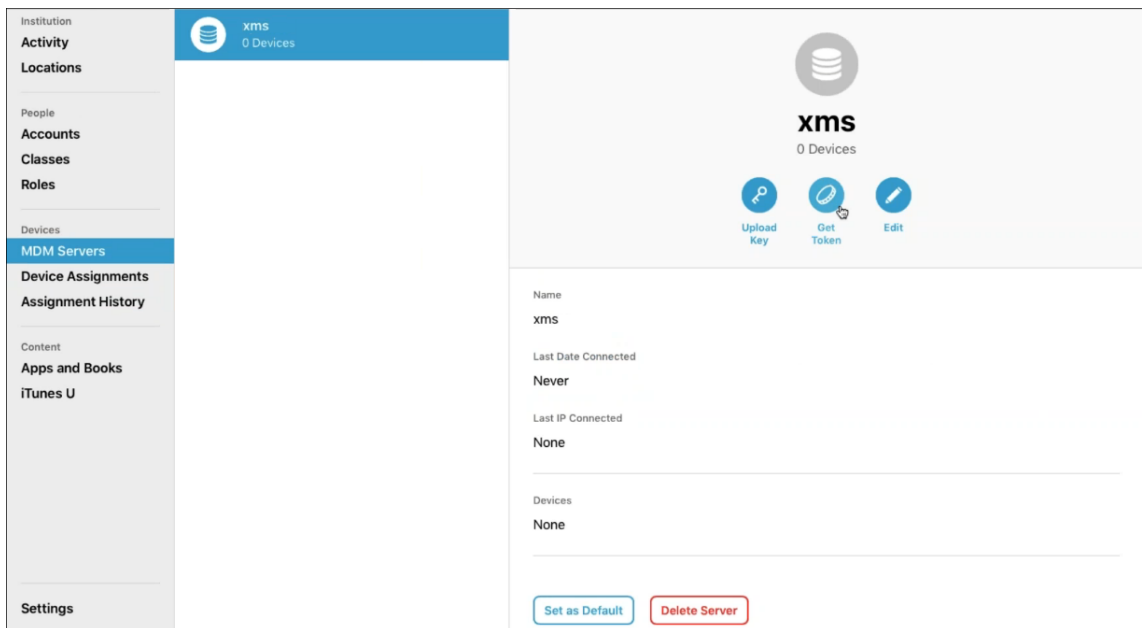 Institution
Activity
Locations
People
Accounts
Classes
Roles
Devices
MDM Servers
Device Assignments
Assignment History
Content
Apps and Books
iTunes U
Settings
xms
0 Devices
xms
0 Devices
Upload
Key
Get
Token
Edit
Name
xms
Last Date Connected
Never
Last IP Connected
None
Devices
None
Set as Default
Delete Server